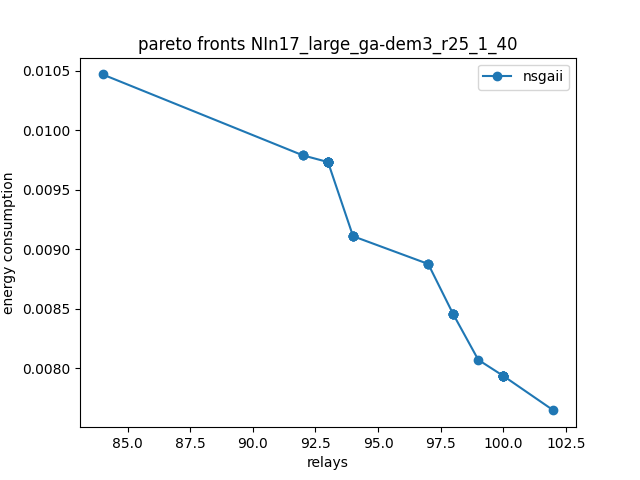 pareto fronts NIn17_large_ga-dem3_r25_1_40
nsgaii
0.0105
0.0100
0.0095
0.0090
0.0085
0.0080
energy consumption
85.0 87.5 90.0 92.5 95.0 97.5 100.0 102.5
relays